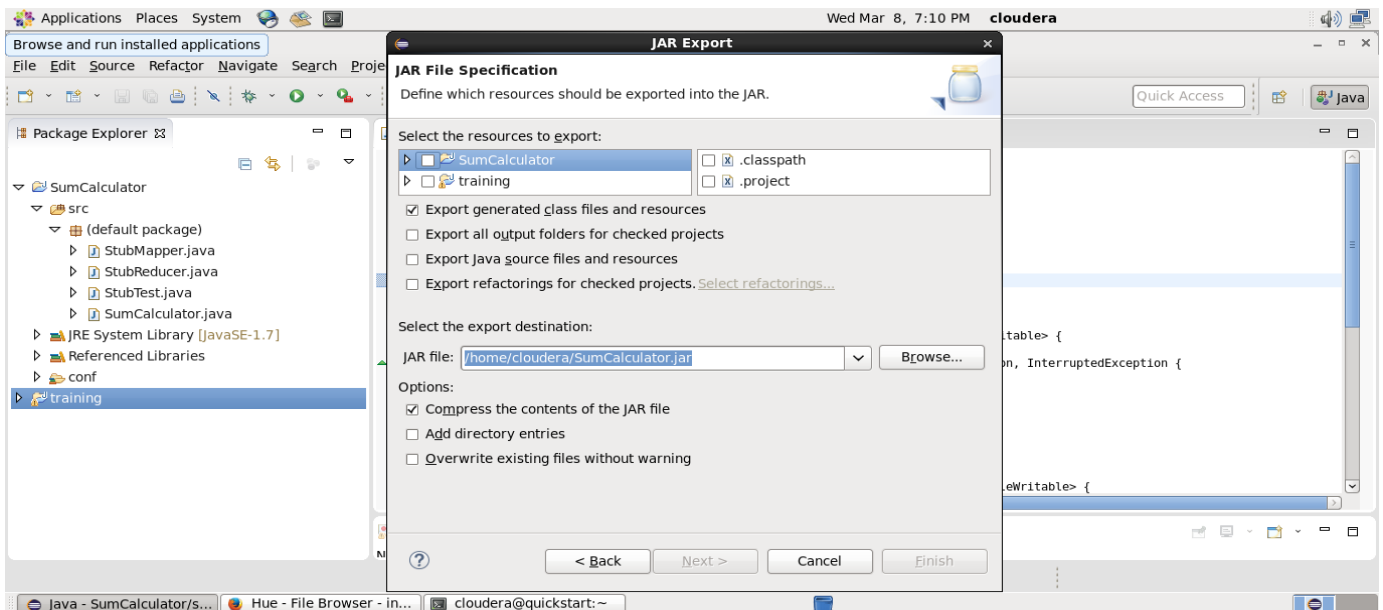 Applications Places System Wed Mar 8, 7:10 PM cloudera
Browse and run installed applications
File Edit Source Refactor Navigate Search Proje
Quick Access Java
Package Explorer
SumCalculator
src
(default package)
StubMapper.java
StubReducer.java
StubTest.java
SumCalculator.java
JRE System Library [JavaSE-1.7]
Referenced Libraries
conf
training
JAR Export
JAR File Specification
Define which resources should be exported into the JAR.
Select the resources to export:
SumCalculator .classpath
training .project
Export generated class files and resources
Export all output folders for checked projects
Export Java source files and resources
Export refactorings for checked projects. Select refactorings...
Select the export destination:
JAR file: /home/cloudera/SumCalculator.jar Browse...
Options:
Compress the contents of the JAR file
Add directory entries
Overwrite existing files without warning
< Back Next > Cancel Finish
itable> {
on, InterruptedException {
leWritable> {
Java - SumCalculator/s... Hue - File Browser - in... cloudera@quickstart:~